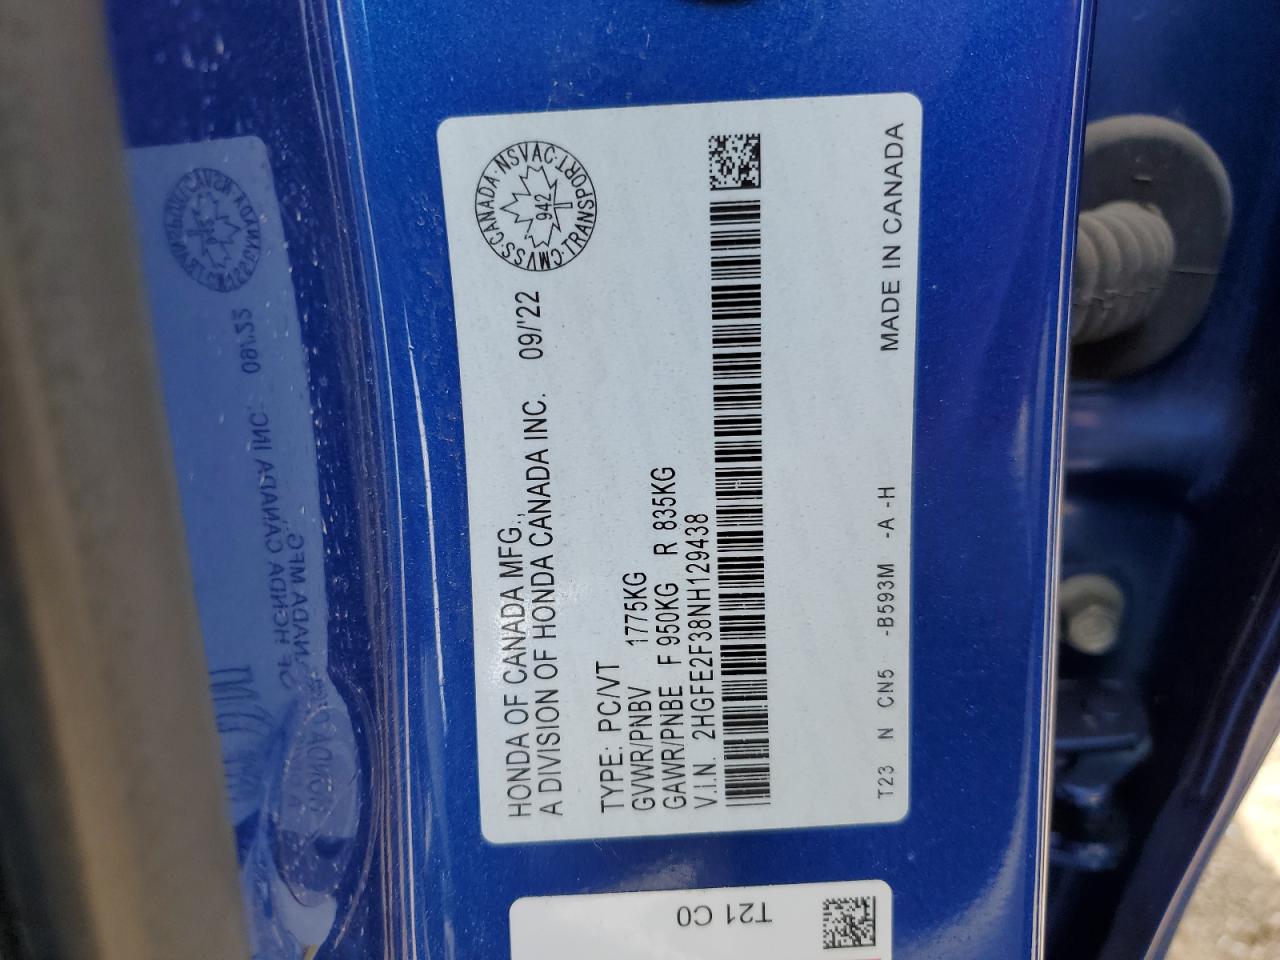 HONDA OF CANADA MFG.,
A DIVISION OF HONDA CANADA INC. 09/'22
CMVSS·CANADA·NSVAC·TRANSPORT·
942
TYPE: PC/VT
GVWR/PNBV 1775KG
GAWR/PNBE F 950KG R 835KG
V.I.N. 2HGFE2F38NH129438
T23 N CN5 -B593M -A -H MADE IN CANADA
T21 C0